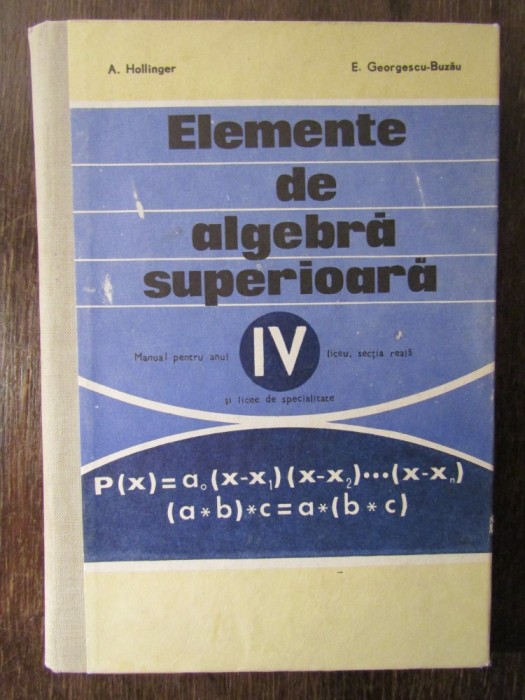 A. Hollinger E. Georgescu-Buzău
Elemente
de
algebră
superioară
Manual pentru anul IV liceu, secția reală
și licee de specialitate
P(x)=a₀(x-x₁)(x-x₂)•••(x-xₙ)
(a*b)*c=a*(b*c)